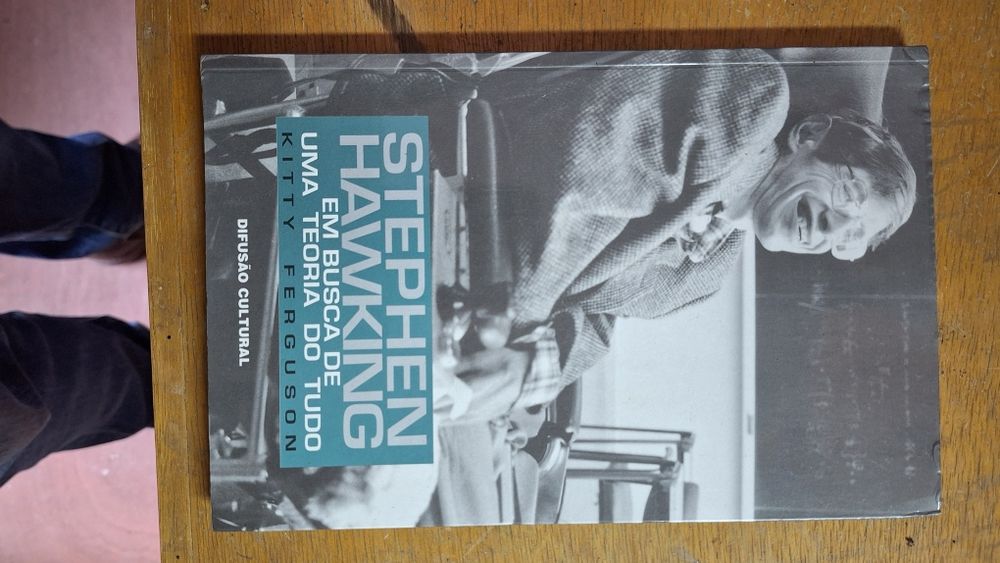 STEPHEN
HAWKING
EM BUSCA DE
UMA TEORIA DO TUDO
KITTY FERGUSON
DIFUSÃO CULTURAL